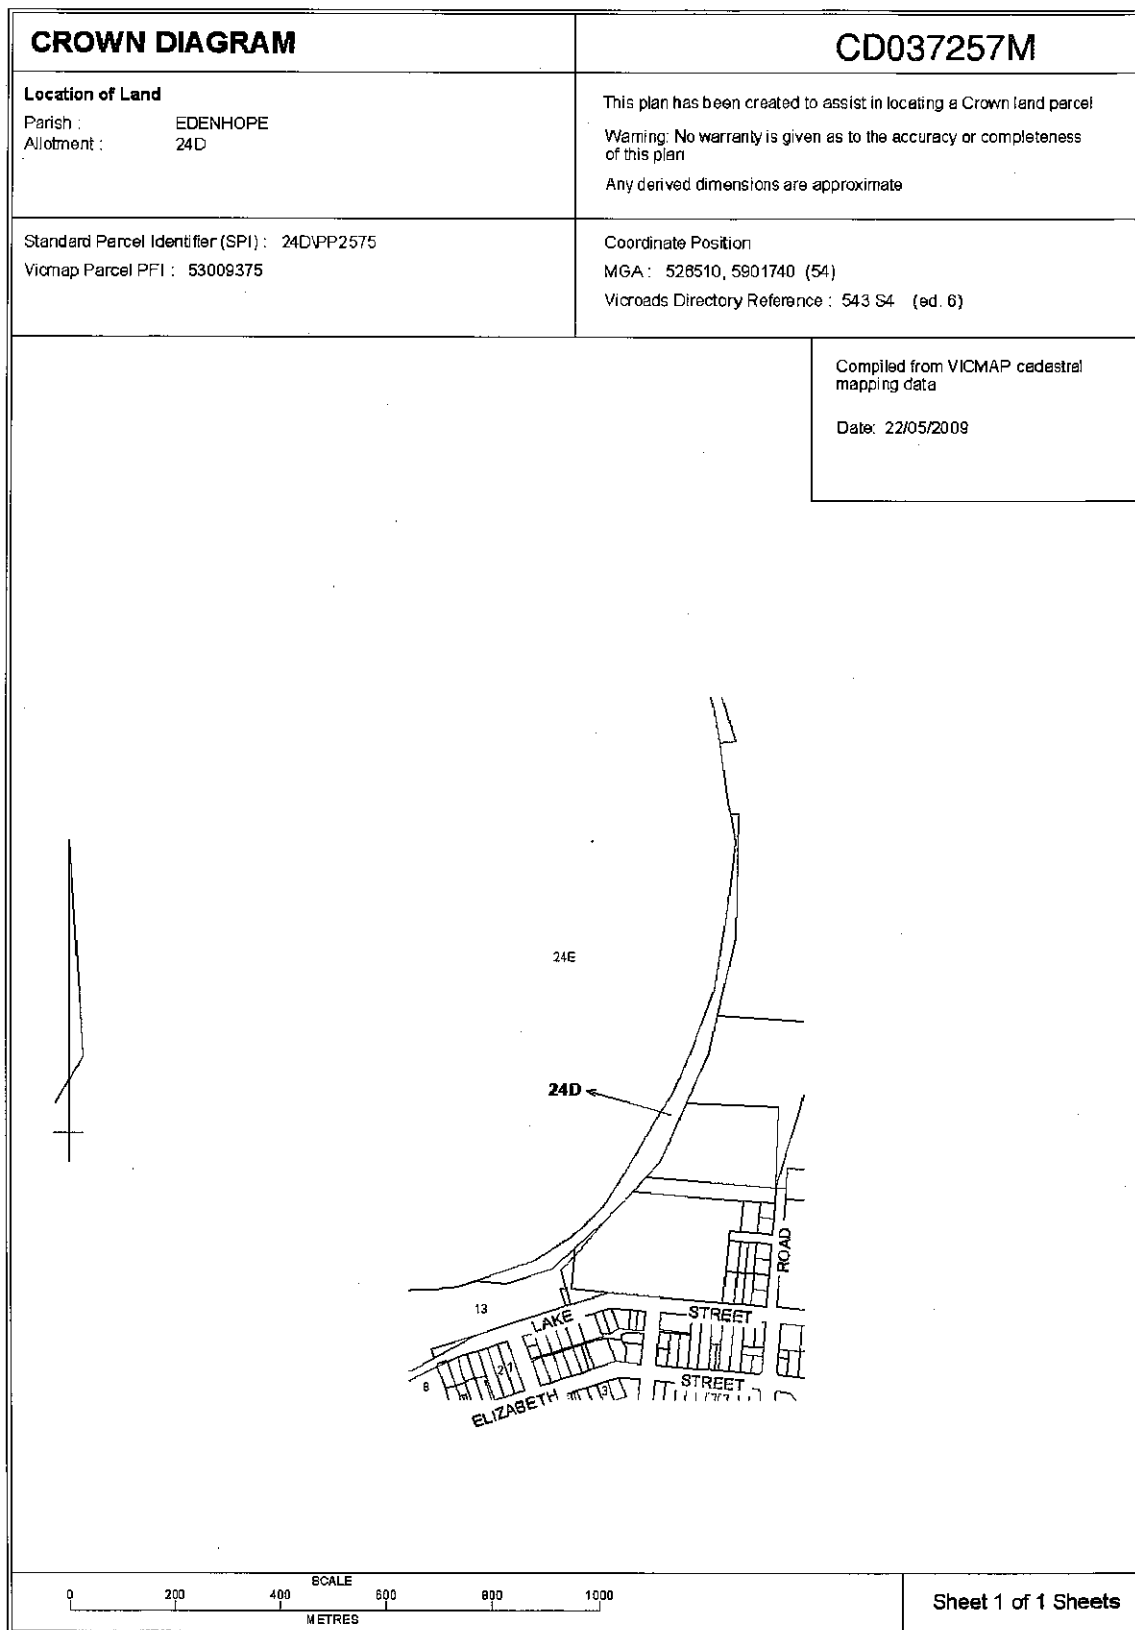 CROWN DIAGRAM
CD037257M
Location of Land
Parish : EDENHOPE
Allotment : 24D
This plan has been created to assist in locating a Crown land parcel
Warning: No warranty is given as to the accuracy or completeness
of this plan
Any derived dimensions are approximate
Standard Parcel Identifier (SPI) : 24D\PP2575
Vicmap Parcel PFI : 53009375
Coordinate Position
MGA : 526510, 5901740 (54)
Vicroads Directory Reference : 543 S4 (ed. 6)
Compiled from VICMAP cadastral
mapping data
Date: 22/05/2009
24E
24D
ROAD
13
LAKE STREET
8
27
3
ELIZABETH STREET
SCALE
0 200 400 600 800 1000
METRES
Sheet 1 of 1 Sheets